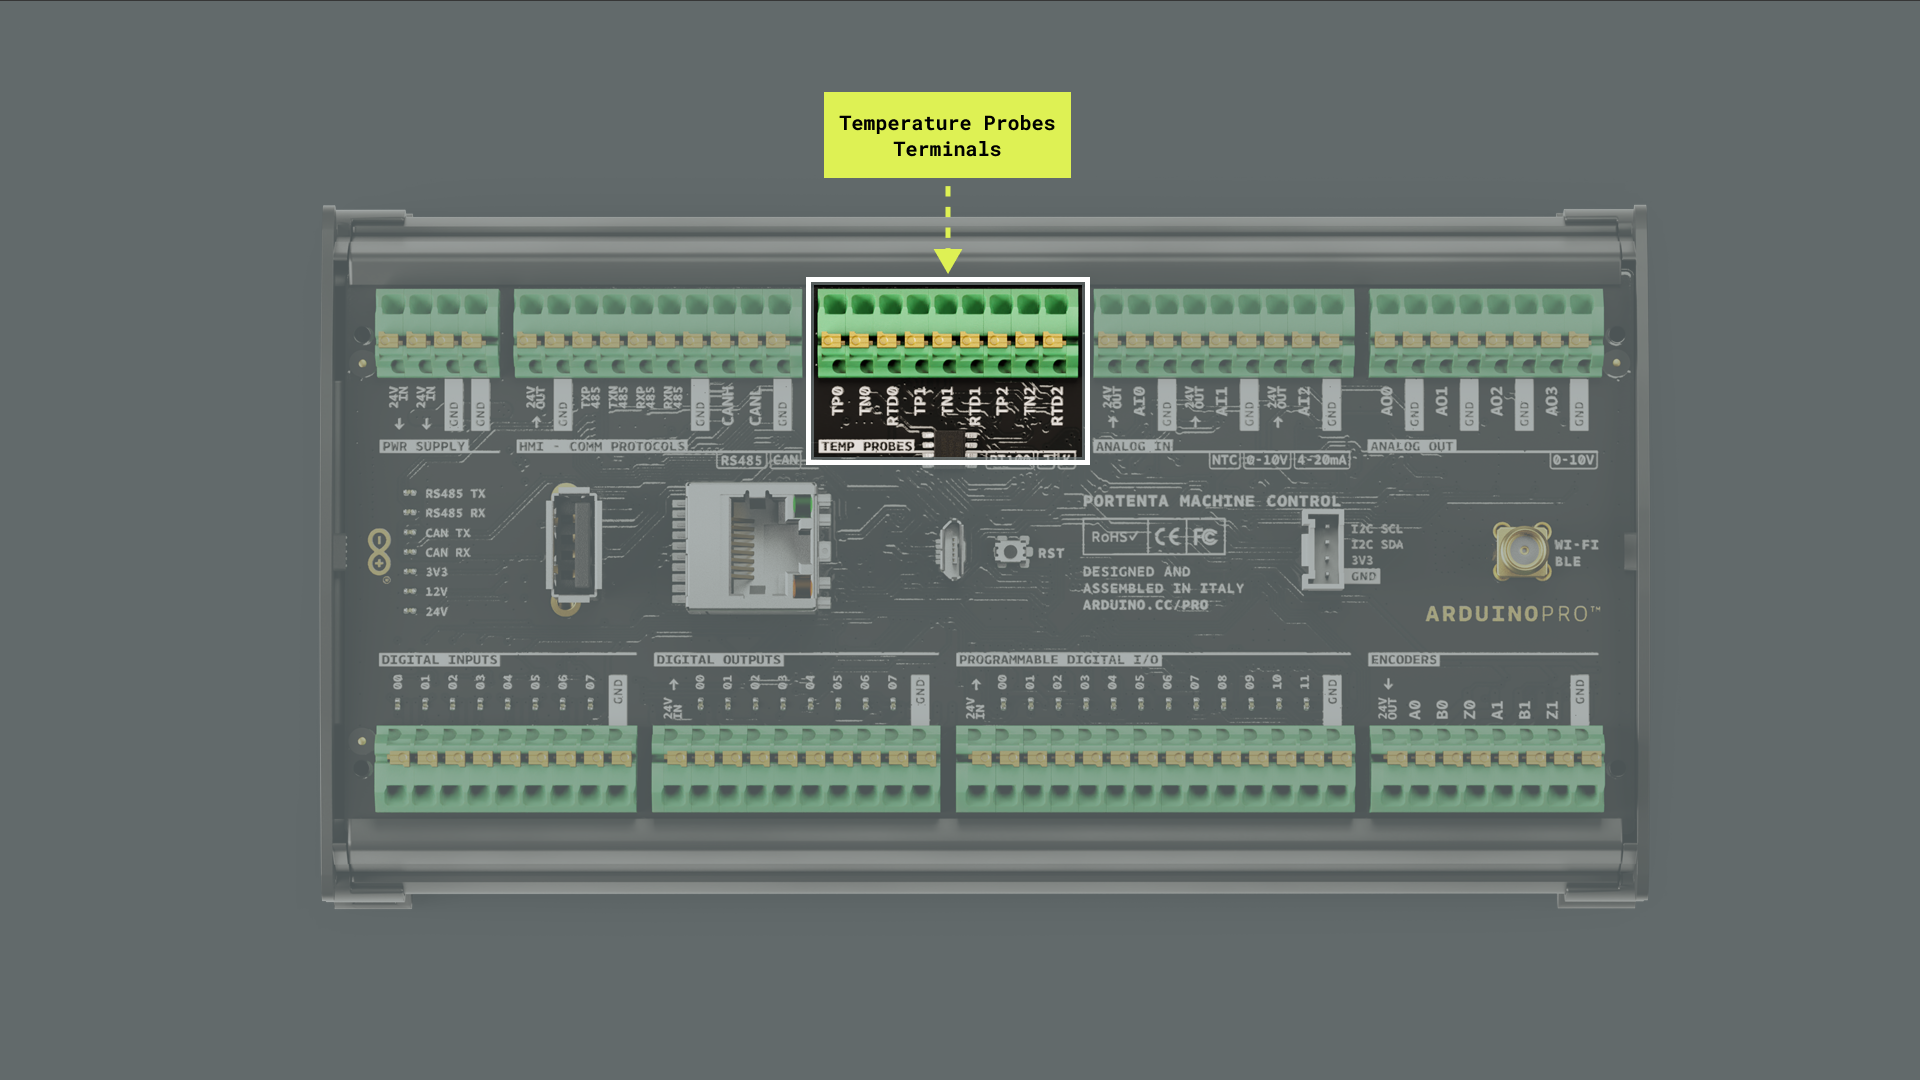 Temperature Probes
Terminals
24V IN
24V IN
GND
GND
24V OUT
GND
TXP 485
TXN 485
RXP 485
RXN 485
GND
CANH
CANL
GND
TP0
TN0
RTD0
TP1
TN1
RTD1
TP2
TN2
RTD2
24V OUT
AI0
GND
24V OUT
AI1
GND
24V OUT
AI2
GND
AO0
GND
AO1
GND
AO2
GND
AO3
GND
PWR SUPPLY
HMI - COMM PROTOCOLS
TEMP PROBES
ANALOG IN
ANALOG OUT
RS485 CAN
NTC 0-10V 4-20mA
0-10V
RS485 TX
RS485 RX
CAN TX
CAN RX
3V3
12V
24V
RST
PORTENTA MACHINE CONTROL
RoHS CE FC
DESIGNED AND
ASSEMBLED IN ITALY
ARDUINO.CC/PRO
I2C SCL
I2C SDA
3V3
GND
WI-FI
BLE
ARDUINOPRO™
DIGITAL INPUTS
DIGITAL OUTPUTS
PROGRAMMABLE DIGITAL I/O
ENCODERS
00 01 02 03 04 05 06 07 GND
24V IN 00 01 02 03 04 05 06 07 GND
24V IN 00 01 02 03 04 05 06 07 08 09 10 11 GND
24V OUT A0 B0 Z0 A1 B1 Z1 GND